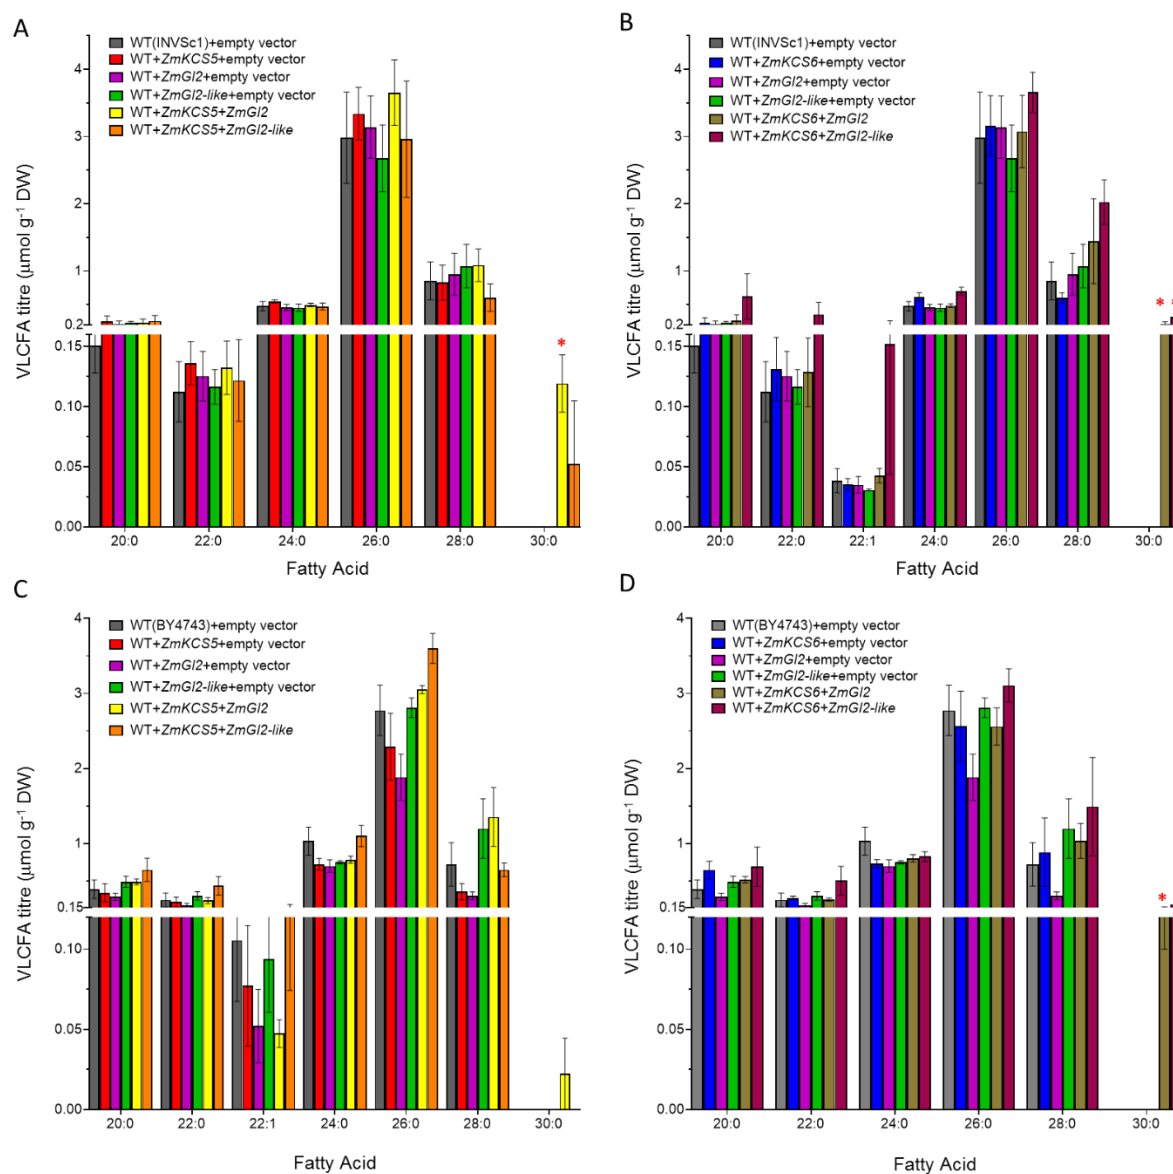 A
WT(INVSc1)+empty vector
WT+ZmKCS5+empty vector
WT+ZmGl2+empty vector
WT+ZmGl2-like+empty vector
WT+ZmKCS5+ZmGl2
WT+ZmKCS5+ZmGl2-like
VLCFA titre (µmol g⁻¹ DW)
4
3
2
1
0.2
0.15
0.10
0.05
0.00
*
20:0 22:0 24:0 26:0 28:0 30:0
Fatty Acid
B
WT(INVSc1)+empty vector
WT+ZmKCS6+empty vector
WT+ZmGl2+empty vector
WT+ZmGl2-like+empty vector
WT+ZmKCS6+ZmGl2
WT+ZmKCS6+ZmGl2-like
VLCFA titre (µmol g⁻¹ DW)
4
3
2
1
0.2
0.15
0.10
0.05
0.00
* *
20:0 22:0 22:1 24:0 26:0 28:0 30:0
Fatty Acid
C
WT(BY4743)+empty vector
WT+ZmKCS5+empty vector
WT+ZmGl2+empty vector
WT+ZmGl2-like+empty vector
WT+ZmKCS5+ZmGl2
WT+ZmKCS5+ZmGl2-like
VLCFA titre (µmol g⁻¹ DW)
4
3
2
1
0.15
0.10
0.05
0.00
20:0 22:0 22:1 24:0 26:0 28:0 30:0
Fatty Acid
D
WT(BY4743)+empty vector
WT+ZmKCS6+empty vector
WT+ZmGl2+empty vector
WT+ZmGl2-like+empty vector
WT+ZmKCS6+ZmGl2
WT+ZmKCS6+ZmGl2-like
VLCFA titre (µmol g⁻¹ DW)
4
3
2
1
0.15
0.10
0.05
0.00
*
20:0 22:0 24:0 26:0 28:0 30:0
Fatty Acid